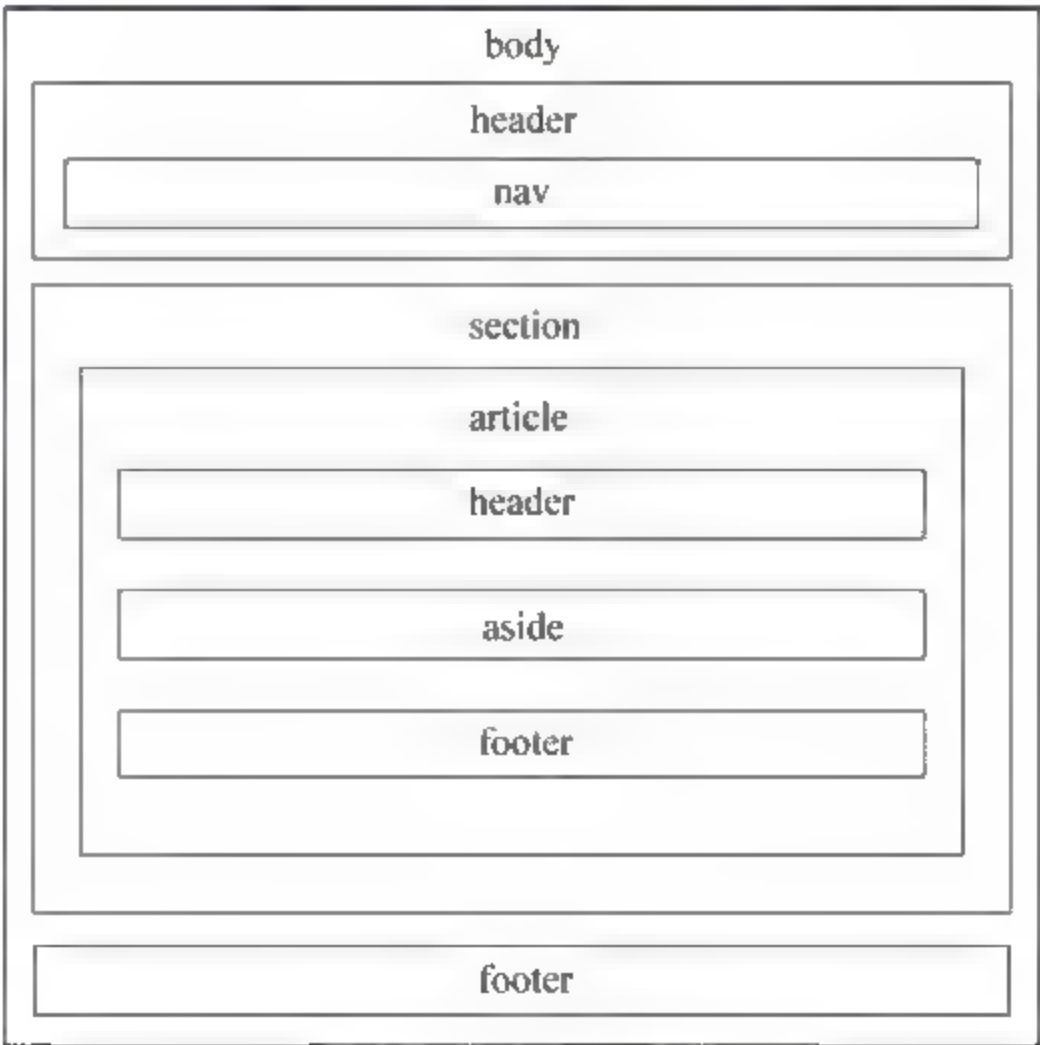 body
header
nav
section
article
header
aside
footer
footer